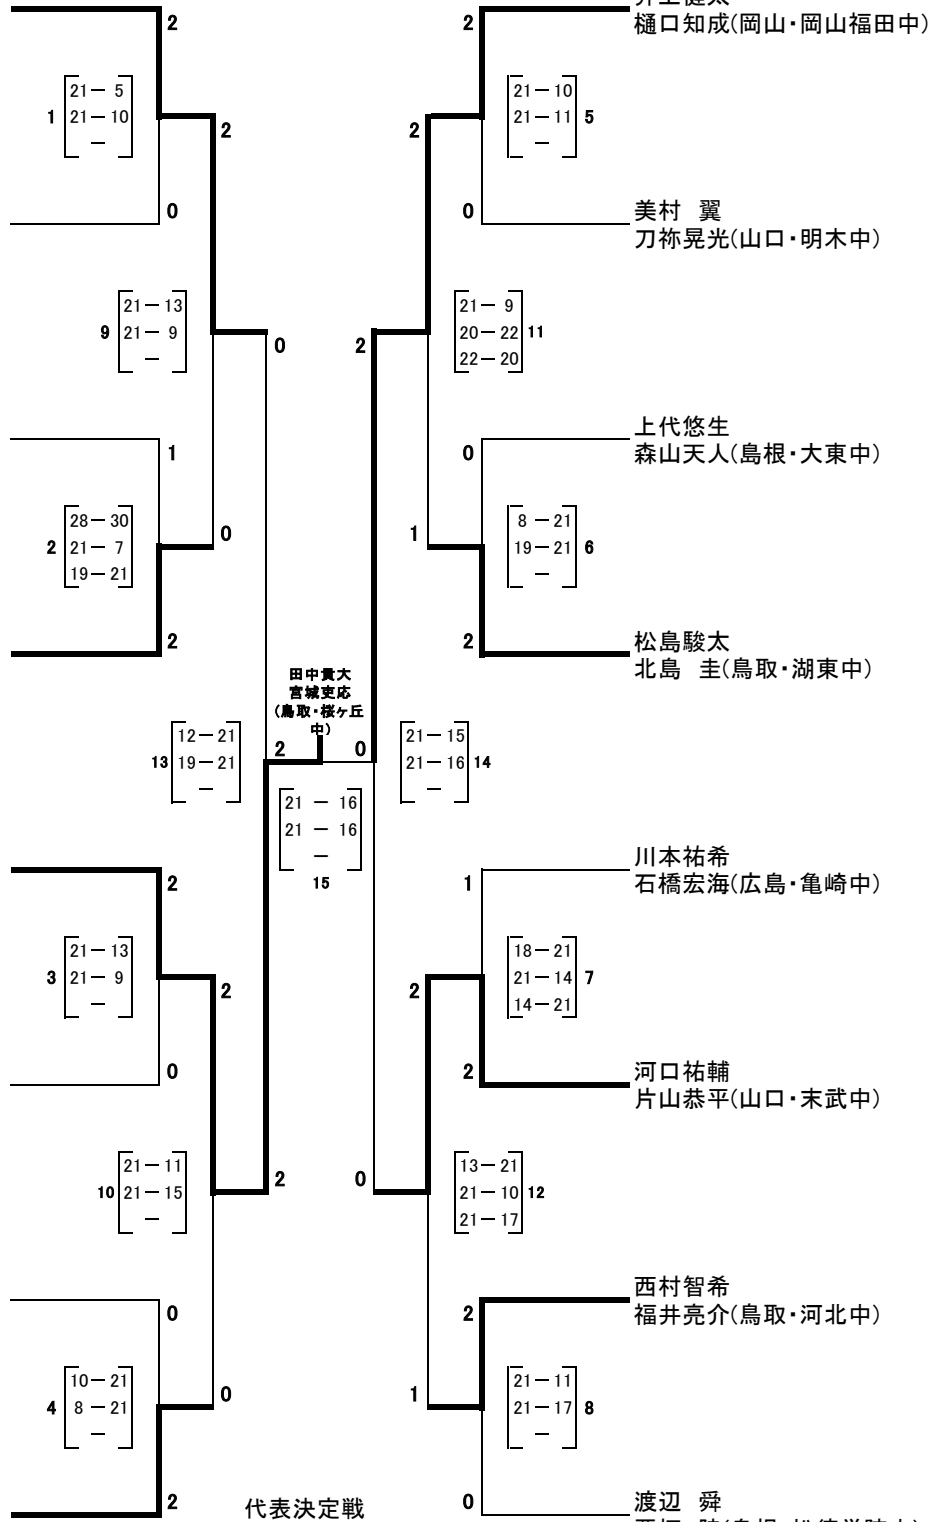 樋口知成(岡山・岡山福田中)
2
2
21－ 5
1 21－ 10
－
21－ 10
21－ 11 5
－
2
2
0
0
美村　翼
刀祢晃光(山口・明木中)
21－ 13
9 21－ 9
－
21－ 9
20－ 22 11
22－ 20
0
2
上代悠生
森山天人(島根・大東中)
1
0
28－ 30
2 21－ 7
19－ 21
0
1
8 －21
19－ 21 6
－
2
2
松島駿太
北島　圭(鳥取・湖東中)
田中貴大
宮城吏応
(鳥取・桜ヶ丘
中)
12－ 21
13 19－ 21
－
2
0
21－ 15
21－ 16 14
－
21 － 16
21 － 16
－
15
川本祐希
石橋宏海(広島・亀崎中)
2
1
21－ 13
3 21－ 9
－
2
2
18－ 21
21－ 14 7
14－ 21
0
2
河口祐輔
片山恭平(山口・末武中)
21－ 11
10 21－ 15
－
2
0
13－ 21
21－ 10 12
21－ 17
西村智希
福井亮介(鳥取・河北中)
0
2
10－ 21
4 8 －21
－
0
1
21－ 11
21－ 17 8
－
2
代表決定戦
0
渡辺　舜